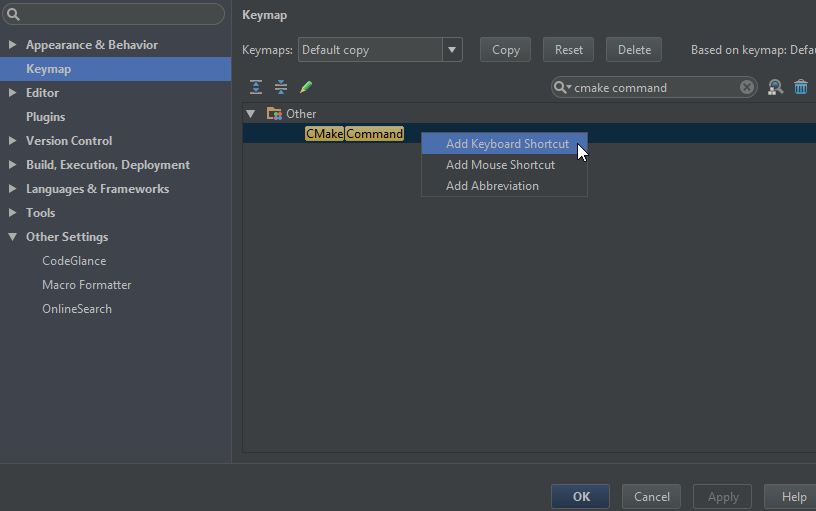 Keymap
Appearance & Behavior
Keymap
Editor
Plugins
Version Control
Build, Execution, Deployment
Languages & Frameworks
Tools
Other Settings
CodeGlance
Macro Formatter
OnlineSearch
Keymaps: Default copy Copy Reset Delete Based on keymap: Defau
cmake command
Other
CMake Command
Add Keyboard Shortcut
Add Mouse Shortcut
Add Abbreviation
OK Cancel Apply Help